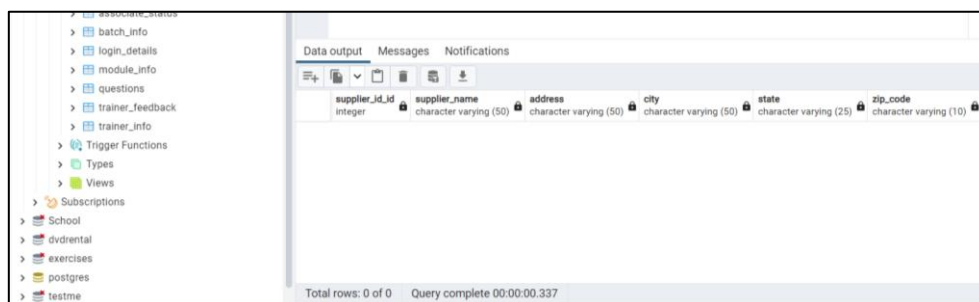 associate_status
batch_info
login_details
module_info
questions
trainer_feedback
trainer_info
Trigger Functions
Types
Views
Subscriptions
School
dvdrental
exercises
postgres
testme
Data output Messages Notifications
supplier_id_id supplier_name address city state zip_code
integer character varying (50) character varying (50) character varying (50) character varying (25) character varying (10)
Total rows: 0 of 0 Query complete 00:00:00.337